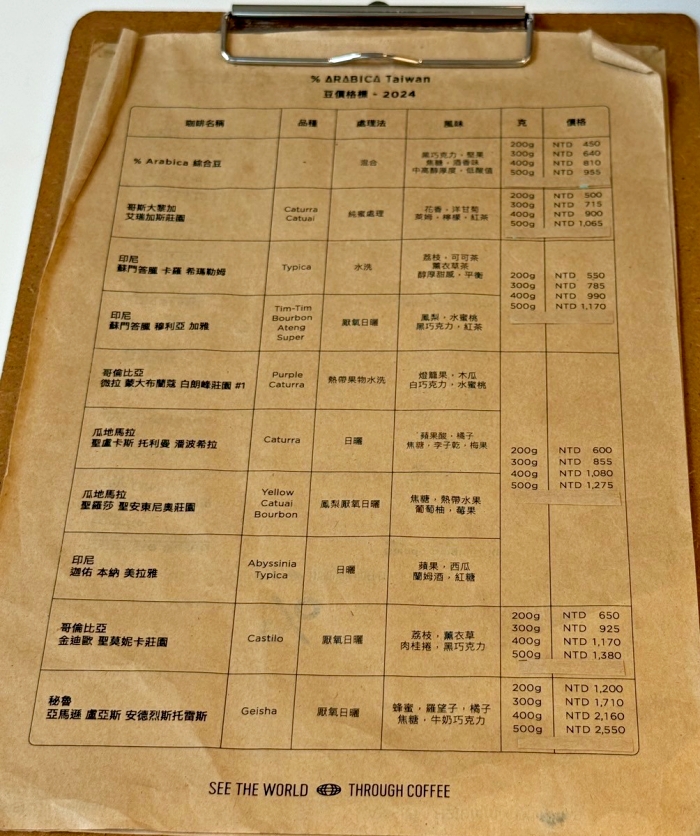 % ARABICA Taiwan
豆價格標 - 2024
咖啡名稱 品種 處理法 風味 克 價格
% Arabica 綜合豆 混合
黑巧克力、堅果
焦糖、酒香味
中高醇厚度、低酸值
200g NTD 450
300g NTD 640
400g NTD 810
500g NTD 955
哥斯大黎加
艾瑞加斯莊園
Caturra
Catuai
純蜜處理
花香、洋甘菊
萊姆、檸檬、紅茶
200g NTD 500
300g NTD 715
400g NTD 900
500g NTD 1,065
印尼
蘇門答臘 卡羅 希瑪勒姆
Typica
水洗
荔枝、可可茶
薰衣草茶
醇厚甜感、平衡
印尼
蘇門答臘 穆利亞 加雅
Tim-Tim
Bourbon
Ateng
Super
厭氧日曬
鳳梨、水蜜桃
黑巧克力、紅茶
200g NTD 550
300g NTD 785
400g NTD 990
500g NTD 1,170
哥倫比亞
微拉 蒙大布蘭蔻 白朗峰莊園 #1
Purple
Caturra
熱帶果物水洗
燈籠果、木瓜
白巧克力、水蜜桃
瓜地馬拉
聖盧卡斯 托利曼 潘波希拉
Caturra
日曬
蘋果酸、橘子
焦糖、李子乾、梅果
瓜地馬拉
聖羅莎 聖安東尼奧莊園
Yellow
Catuai
Bourbon
鳳梨厭氧日曬
焦糖、熱帶水果
葡萄柚、莓果
印尼
迦佑 本納 美拉雅
Abyssinia
Typica
日曬
蘋果、西瓜
蘭姆酒、紅糖
200g NTD 600
300g NTD 855
400g NTD 1,080
500g NTD 1,275
哥倫比亞
金迪歐 聖莫妮卡莊園
Castilo
厭氧日曬
荔枝、薰衣草
肉桂捲、黑巧克力
200g NTD 650
300g NTD 925
400g NTD 1,170
500g NTD 1,380
秘魯
亞馬遜 盧亞斯 安德烈斯托雷斯
Geisha
厭氧日曬
蜂蜜、羅望子、橘子
焦糖、牛奶巧克力
200g NTD 1,200
300g NTD 1,710
400g NTD 2,160
500g NTD 2,550
SEE THE WORLD THROUGH COFFEE